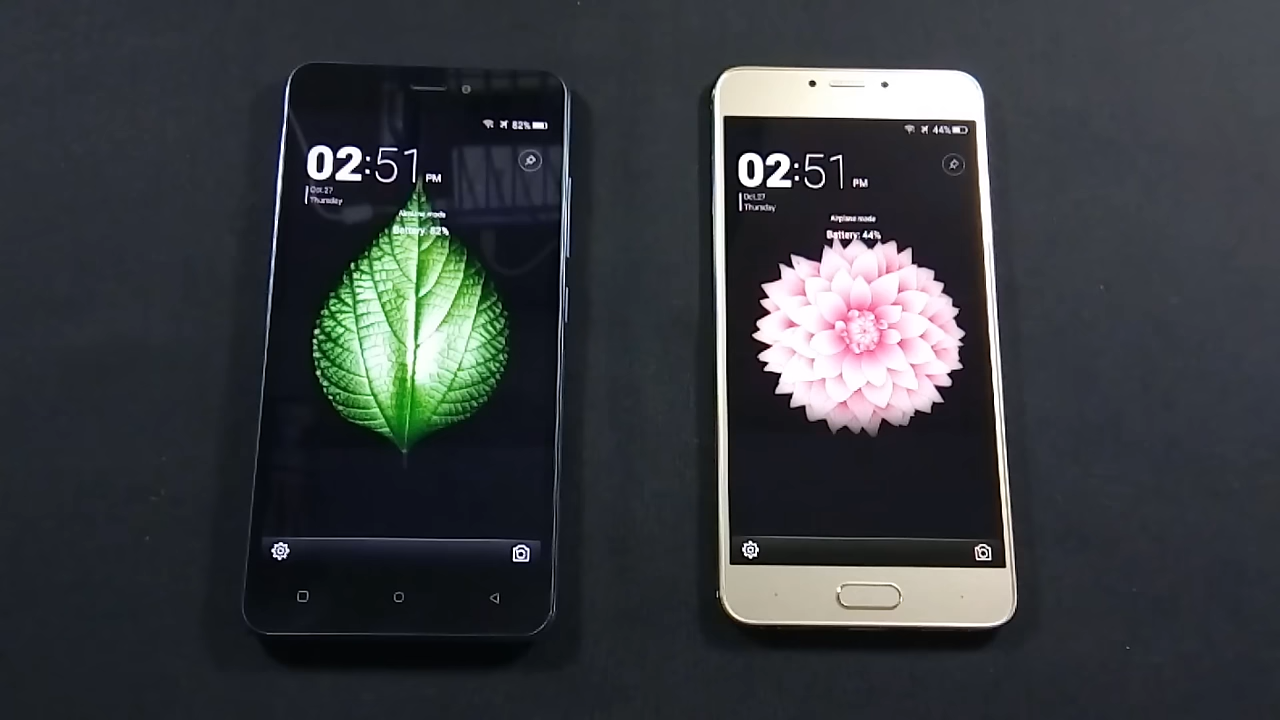 82%
02:51 PM
Oct.27
Thursday
Airplane mode
Battery: 82%
44%
02:51 PM
Oct.27
Thursday
Airplane mode
Battery: 44%